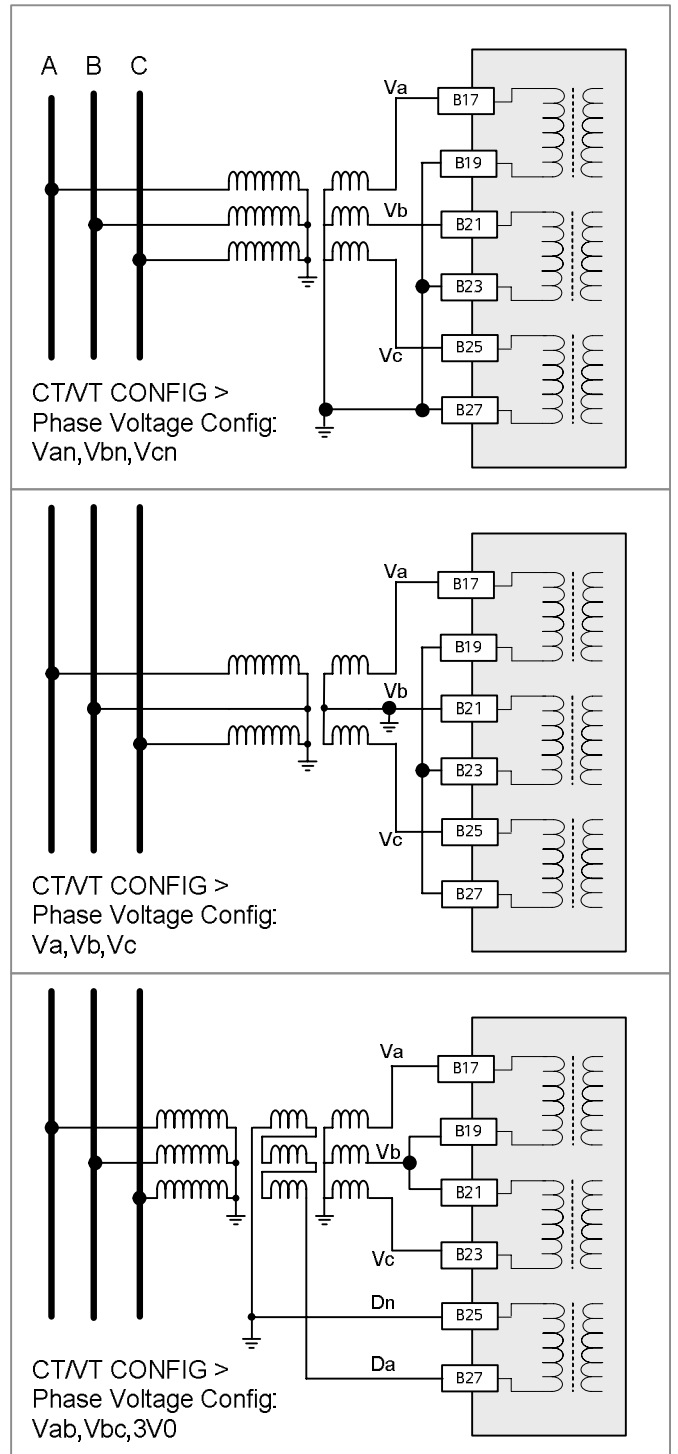 A B C
Va
B17
B19
Vb
B21
B23
B25
Vc
B27
CT/VT CONFIG >
Phase Voltage Config:
Van,Vbn,Vcn
Va
B17
B19
Vb
B21
B23
B25
Vc
B27
CT/VT CONFIG >
Phase Voltage Config:
Va,Vb,Vc
Va
B17
B19
Vb
B21
B23
Vc
Dn
B25
Da
B27
CT/VT CONFIG >
Phase Voltage Config:
Vab,Vbc,3V0